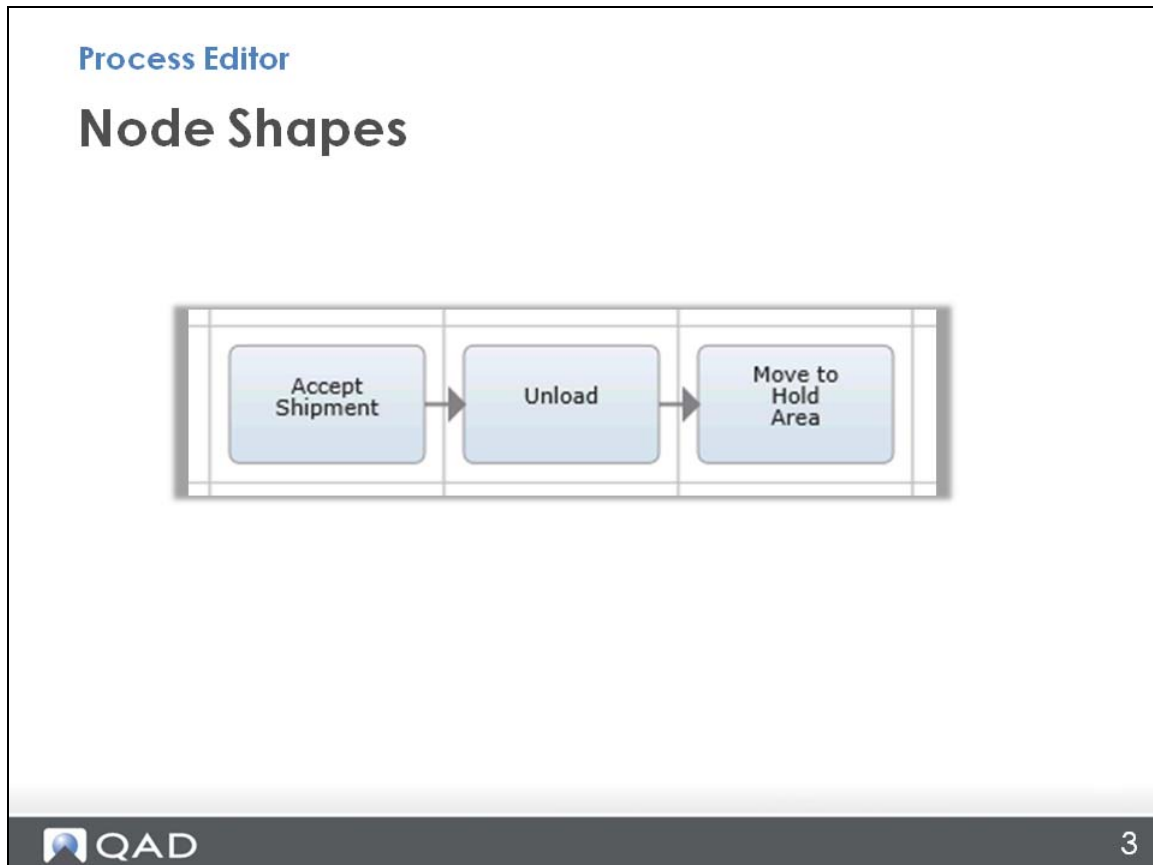 Process Editor
Node Shapes
Accept
Shipment
Unload
Move to
Hold
Area
QAD
3